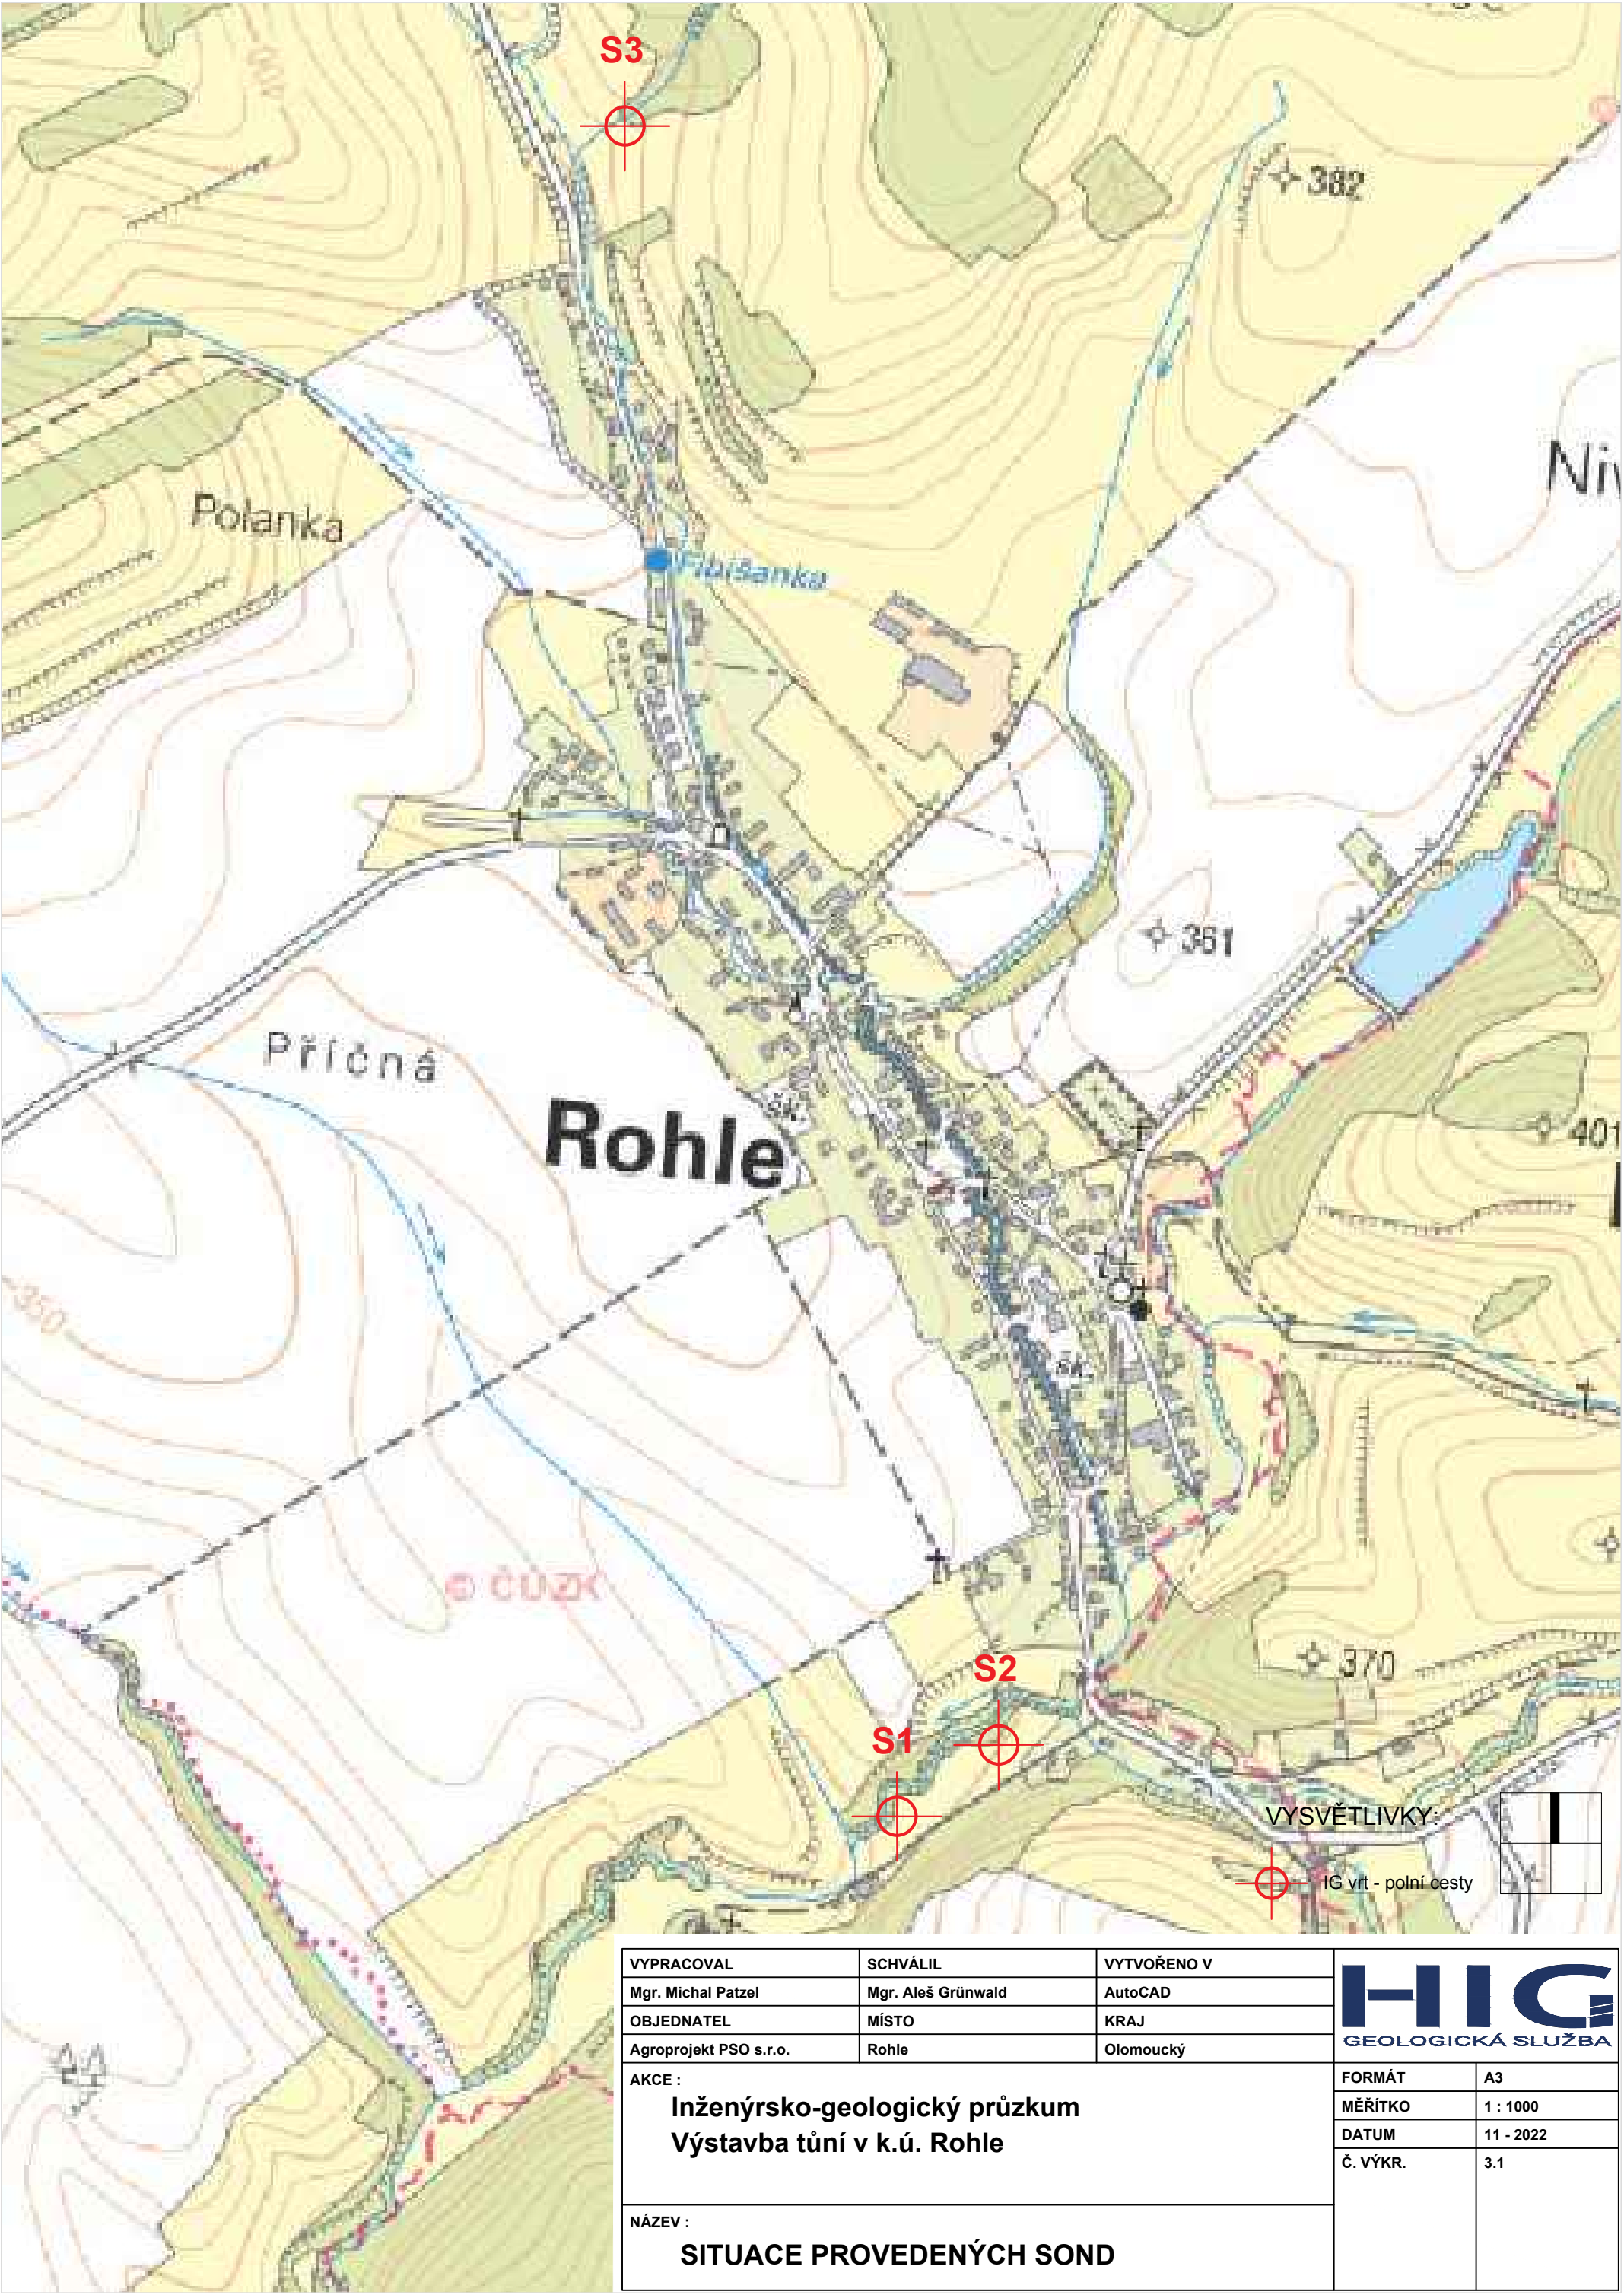 S3
382
Polanka
Fibišanka
361
Příčná
Rohle
šk.
401
350
šk.
© ČÚZK
370
S2
S1
VYSVĚTLIVKY:
IG vrt - polní cesty
VYPRACOVAL SCHVÁLIL VYTVOŘENO V
Mgr. Michal Patzel Mgr. Aleš Grünwald AutoCAD
OBJEDNATEL MÍSTO KRAJ
Agroprojekt PSO s.r.o. Rohle Olomoucký
HIG
GEOLOGICKÁ SLUŽBA
AKCE :
Inženýrsko-geologický průzkum
Výstavba tůní v k.ú. Rohle
FORMÁT A3
MĚŘÍTKO 1 : 1000
DATUM 11 - 2022
Č. VÝKR. 3.1
NÁZEV :
SITUACE PROVEDENÝCH SOND